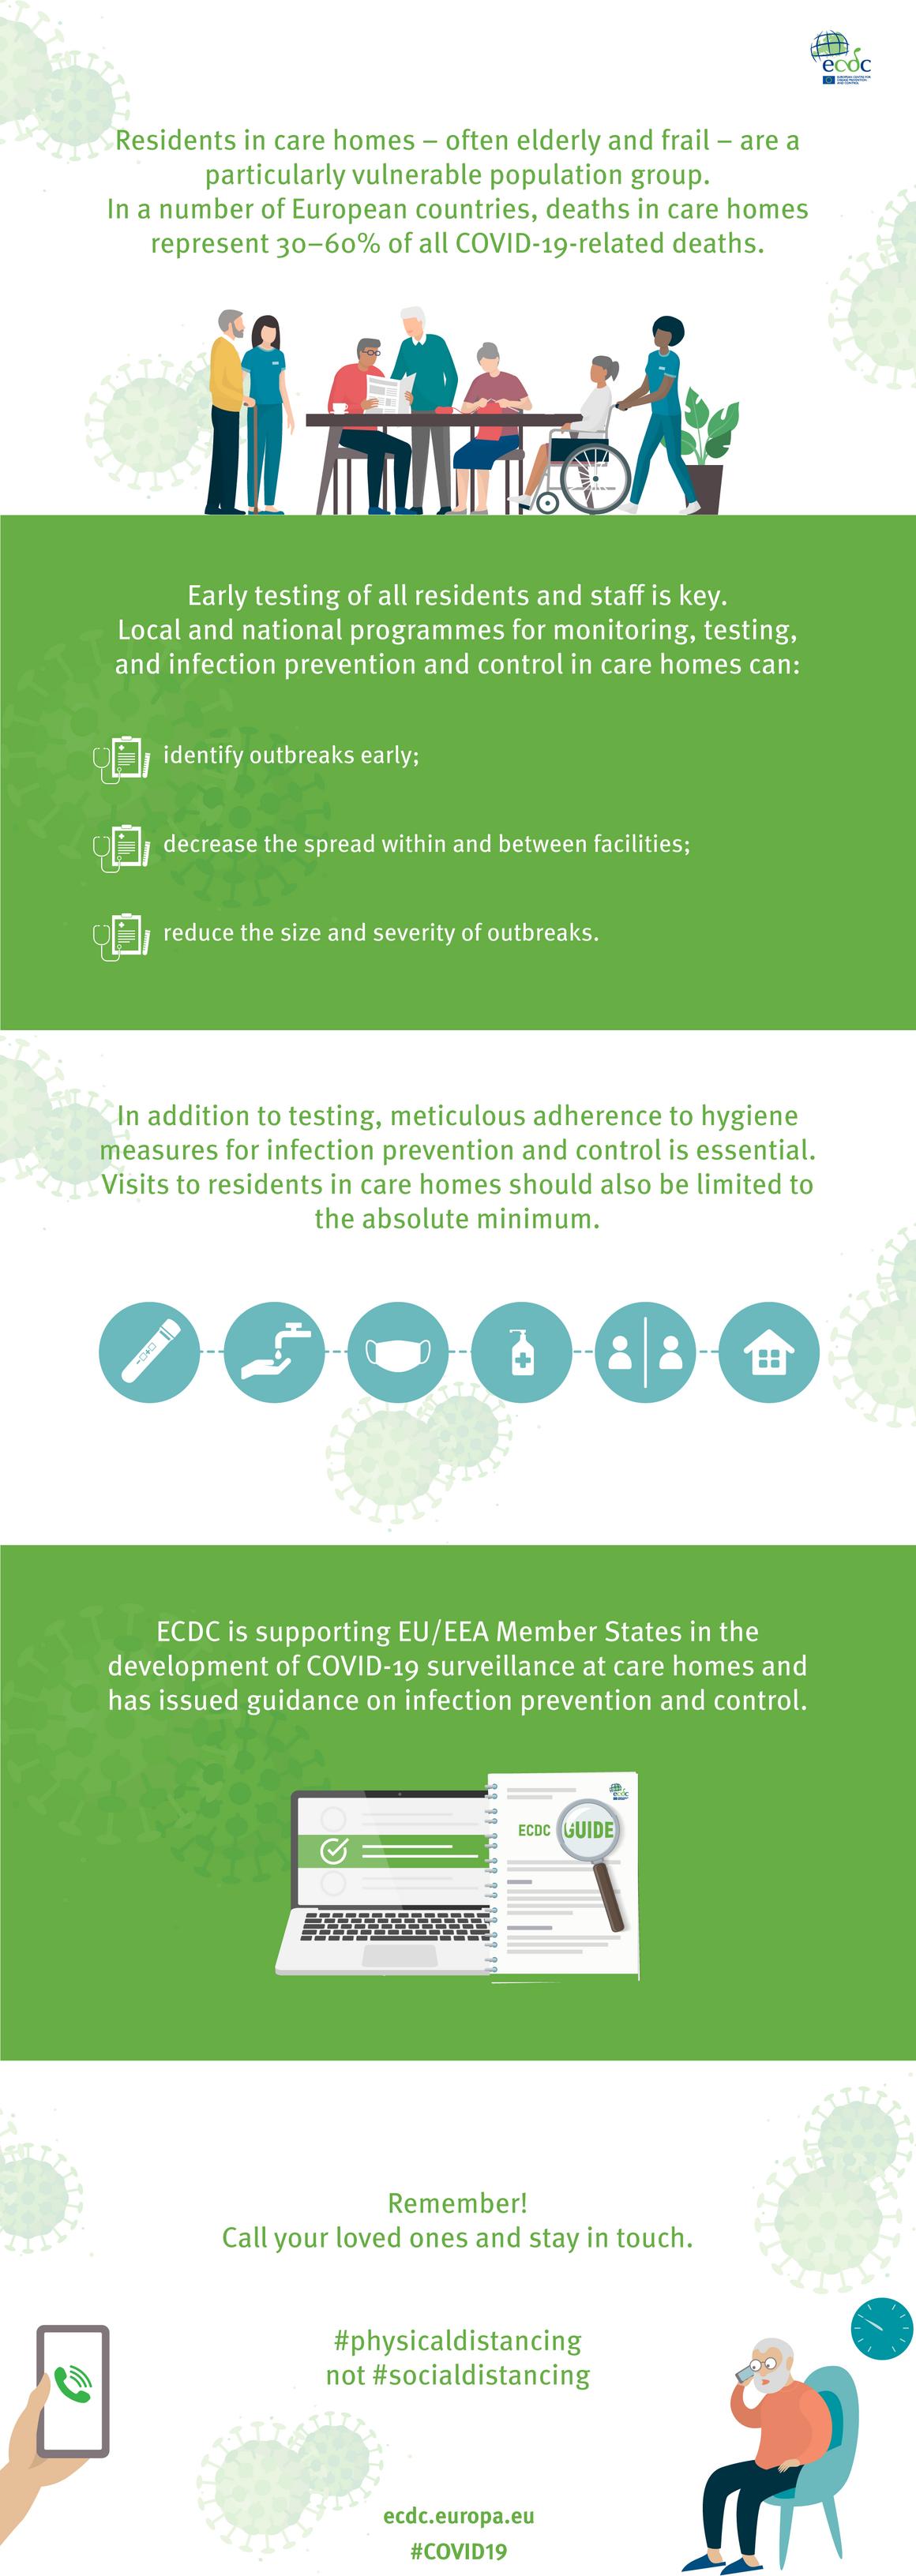 ecdc
EUROPEAN CENTRE FOR
DISEASE PREVENTION
AND CONTROL
Residents in care homes – often elderly and frail – are a
particularly vulnerable population group.
In a number of European countries, deaths in care homes
represent 30–60% of all COVID-19-related deaths.
Early testing of all residents and staff is key.
Local and national programmes for monitoring, testing,
and infection prevention and control in care homes can:
identify outbreaks early;
decrease the spread within and between facilities;
reduce the size and severity of outbreaks.
In addition to testing, meticulous adherence to hygiene
measures for infection prevention and control is essential.
Visits to residents in care homes should also be limited to
the absolute minimum.
ECDC is supporting EU/EEA Member States in the
development of COVID-19 surveillance at care homes and
has issued guidance on infection prevention and control.
ecdc
ECDC GUIDE
Remember!
Call your loved ones and stay in touch.
#physicaldistancing
not #socialdistancing
ecdc.europa.eu
#COVID19